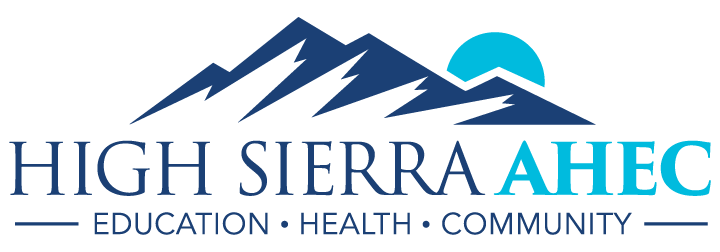 HIGH SIERRA AHEC
EDUCATION • HEALTH • COMMUNITY